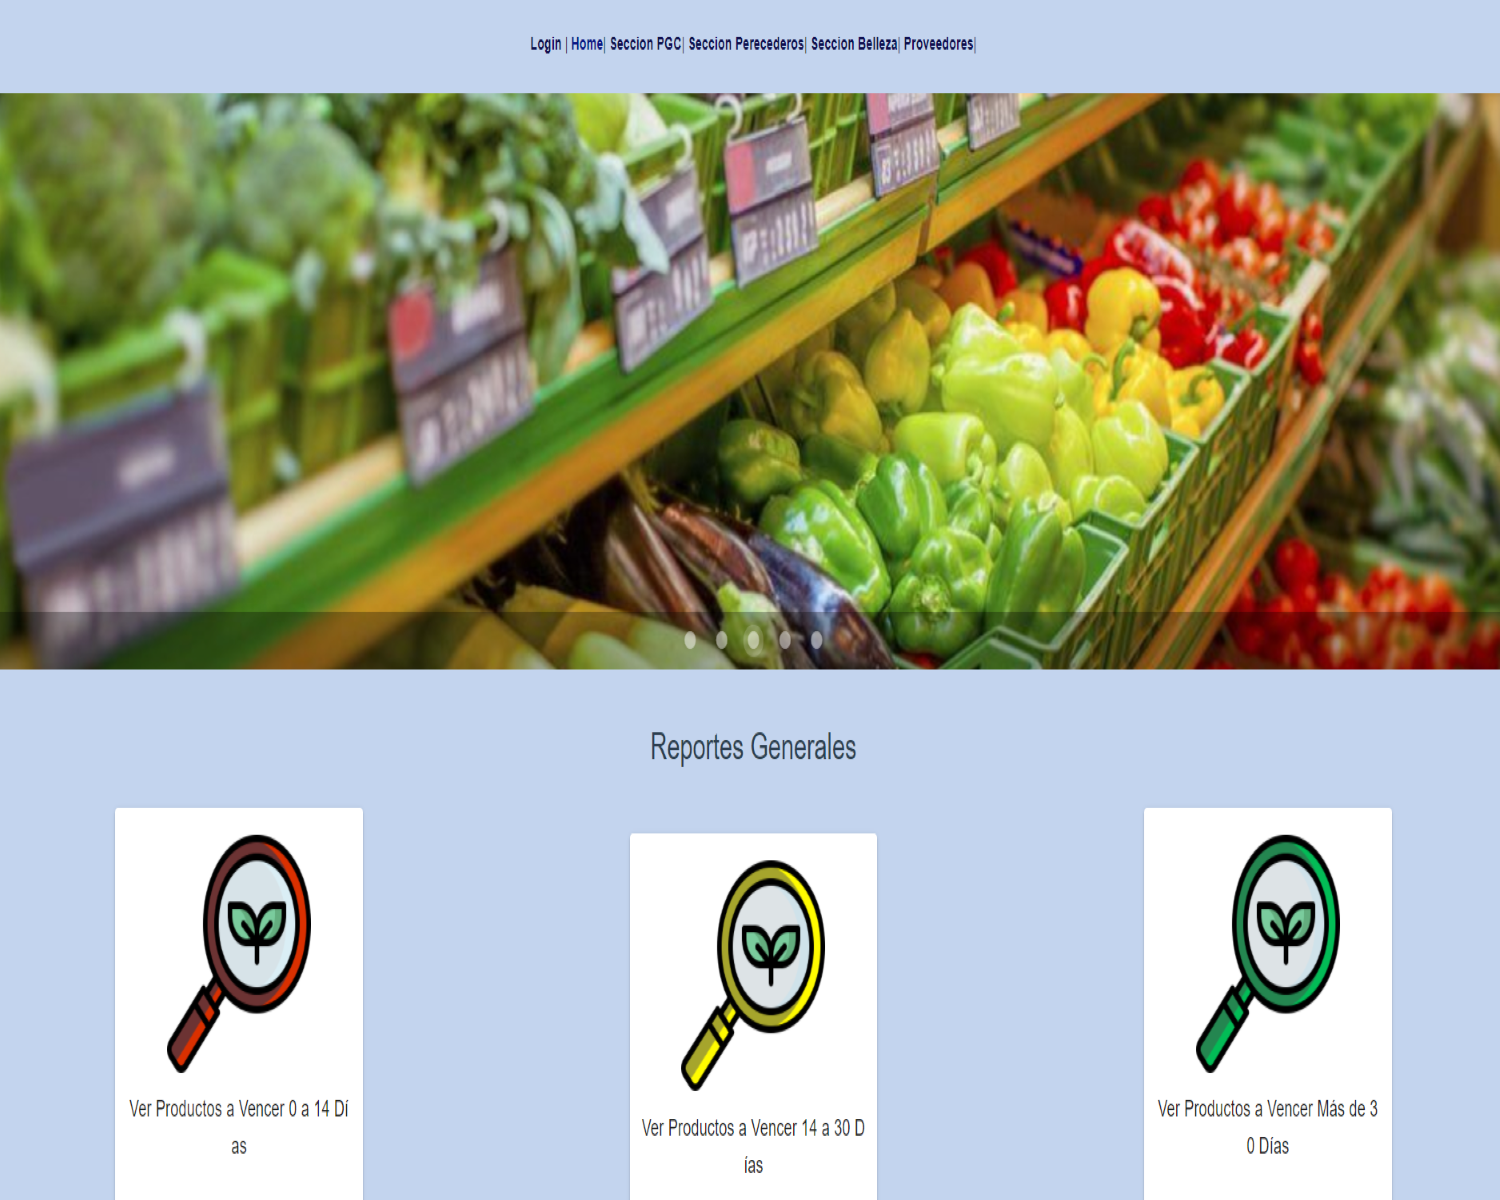 Login | Home| Seccion PGC| Seccion Perecederos| Seccion Belleza| Proveedores|
Reportes Generales
Ver Productos a Vencer 0 a 14 Dí
as
Ver Productos a Vencer 14 a 30 D
ías
Ver Productos a Vencer Más de 3
0 Días